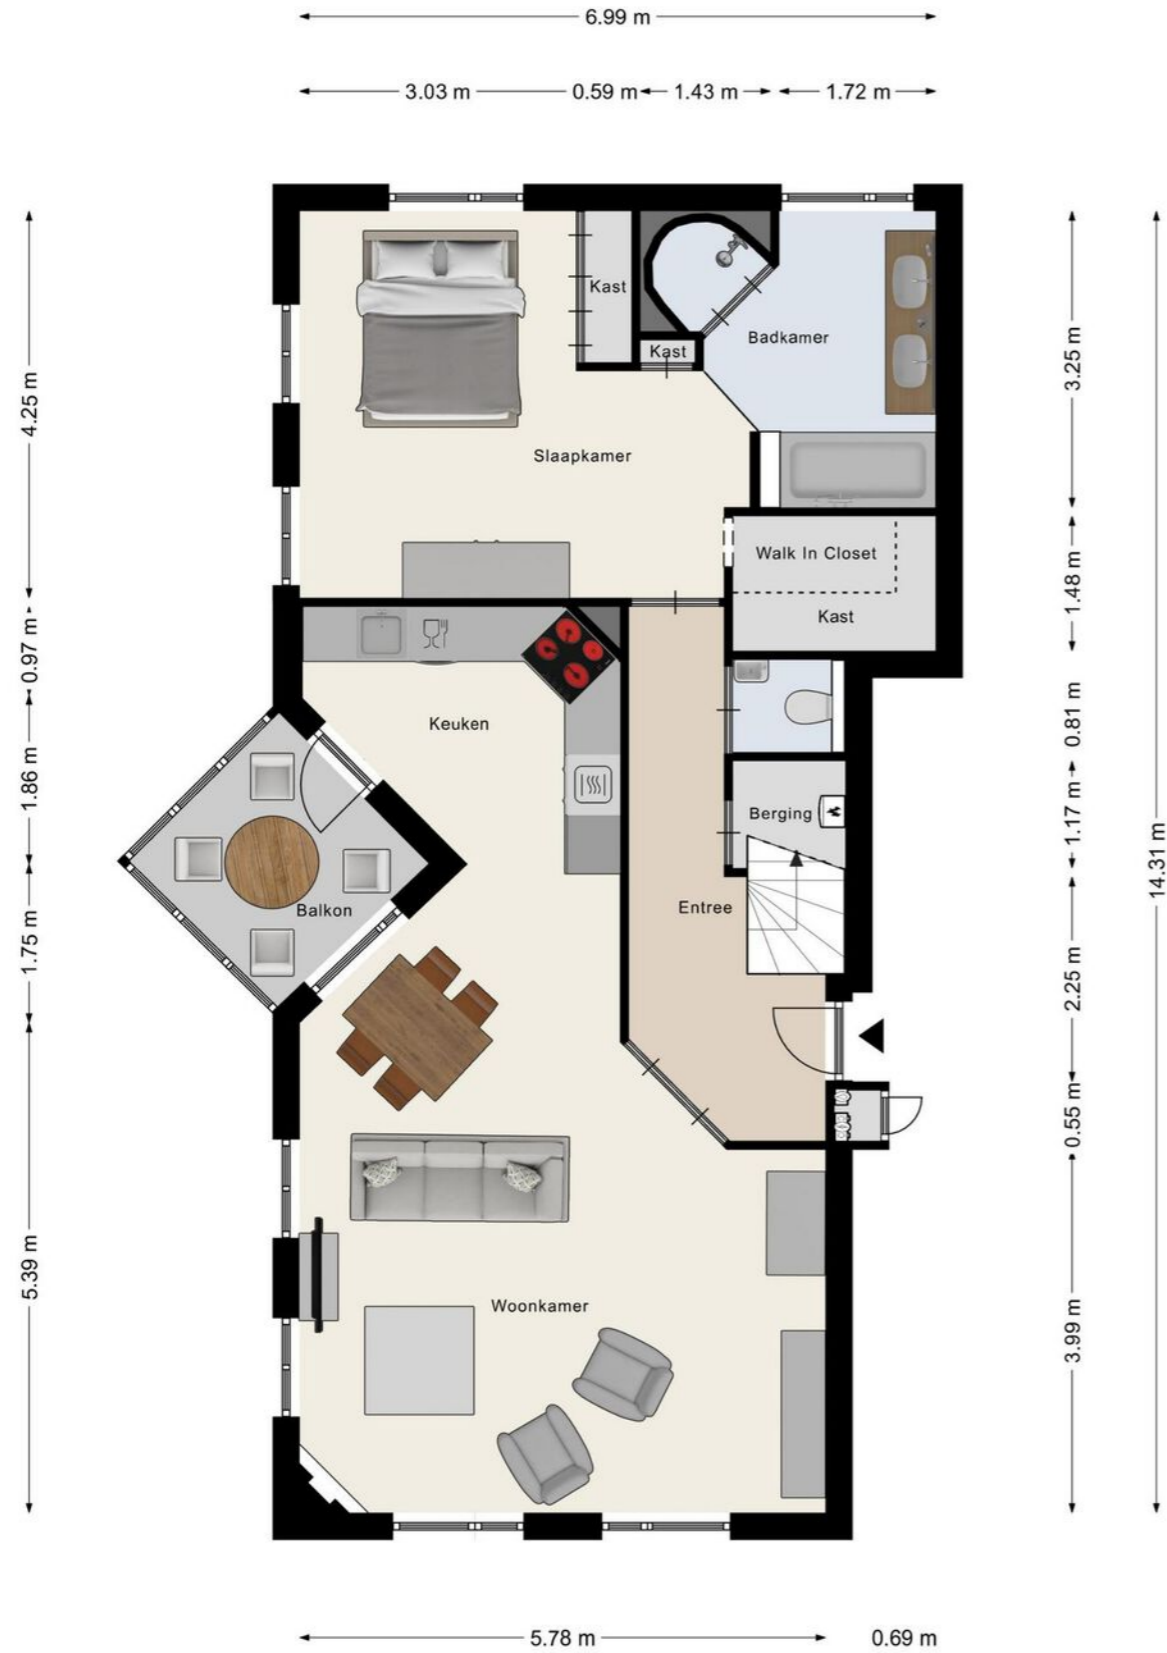 6.99 m
3.03 m
0.59 m
1.43 m
1.72 m
4.25 m
0.97 m
1.86 m
1.75 m
5.39 m
Kast
Kast
Badkamer
Slaapkamer
Walk In Closet
Kast
Keuken
Berging
Balkon
Entree
Woonkamer
3.25 m
1.48 m
0.81 m
1.17 m
2.25 m
0.55 m
3.99 m
14.31 m
5.78 m
0.69 m